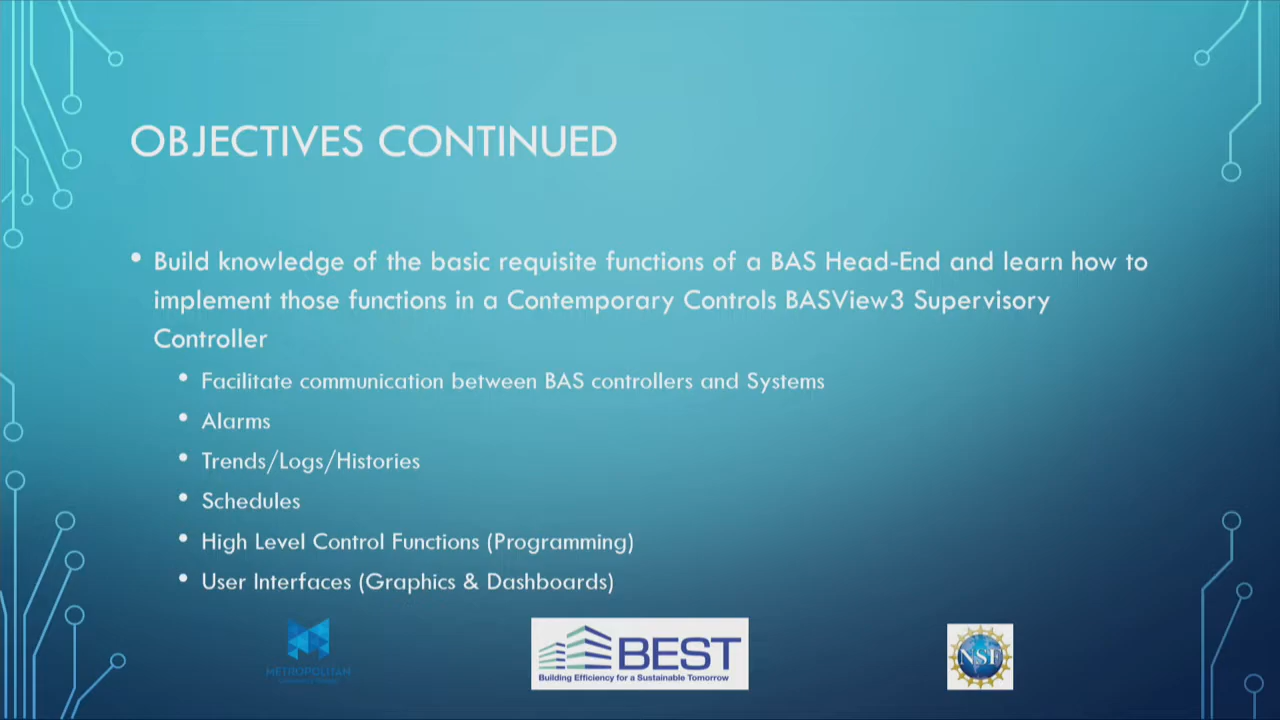 OBJECTIVES CONTINUED
• Build knowledge of the basic requisite functions of a BAS Head-End and learn how to
implement those functions in a Contemporary Controls BASView3 Supervisory
Controller
• Facilitate communication between BAS controllers and Systems
• Alarms
• Trends/Logs/Histories
• Schedules
• High Level Control Functions (Programming)
• User Interfaces (Graphics & Dashboards)
METROPOLITAN
BEST
Building Efficiency for a Sustainable Tomorrow
NSF